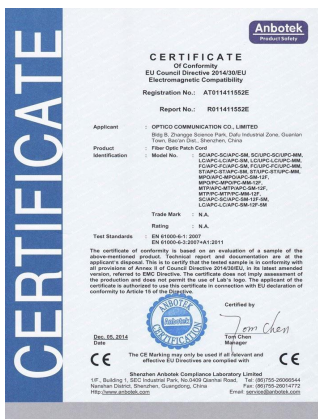 Anbotek
Product Safety
CERTIFICATE
CERTIFICATE
Of Conformity
EU Council Directive 2014/30/EU
Electromagnetic Compatibility
Registration No.: AT011411552E
Report No.: R011411552E
Applicant : OPTICO COMMUNICATION CO., LIMITED
Bldg B, Zhangge Science Park, Dafu Industrial Zone, Guanlan
Town, Bao'an Dist., Shenzhen, China
Product : Fiber Optic Patch Cord
Identification : Model No. : SC/APC-SC/APC-SM, SC/UPC-SC/UPC-MM,
LC/APC-LC/APC-SM, LC/UPC-LC/UPC-MM,
FC/APC-FC/APC-SM, FC/UPC-FC/UPC-MM,
ST/APC-ST/APC-SM, ST/UPC-ST/UPC-MM,
MPO/APC-MPO/APC-SM-12F,
MPO/PC-MPO/PC-MM-12F,
MTP/APC-MTP/APC-SM-12F,
MTP/PC-MTP/PC-MM-12F,
SC/APC-SC/APC-SM-12F-5M,
LC/APC-LC/APC-SM-12F-5M
Trade Mark : N.A.
Rating : N.A.
Test Standards : EN 61000-6-1: 2007
EN 61000-6-3:2007+A1:2011
The certificate of conformity is based on an evaluation of a sample of the
above-mentioned product. Technical report and documentation are at the
applicant's disposal. This is to certify that the tested sample is in conformity with
all provisions of Annex II of Council Directive 2014/30/EU, in its latest amended
version, referred to EMC Directive. The certificate does not imply assessment of
the production and does not permit the use of Lab's logo. The applicant of the
certificate is authorized to use this certificate in connection with EU declaration of
conformity to Article 15 of the Directive.
ANBOTEK
CERTIFICATION
Certified by
Tom Chen
Dec. 05, 2014
Date
Tom Chen
Manager
CE
The CE Marking may only be used if all relevant and
effective EU Directives are complied with
CE
Shenzhen Anbotek Compliance Laboratory Limited
1/F., Building 1, SEC Industrial Park, No.0409 Qianhai Road, Tel: (86)755-26066544
Nanshan District, Shenzhen, Guangdong, China Fax: (86)755-26014772
Http://www.anbotek.com Email: service@anbotek.com